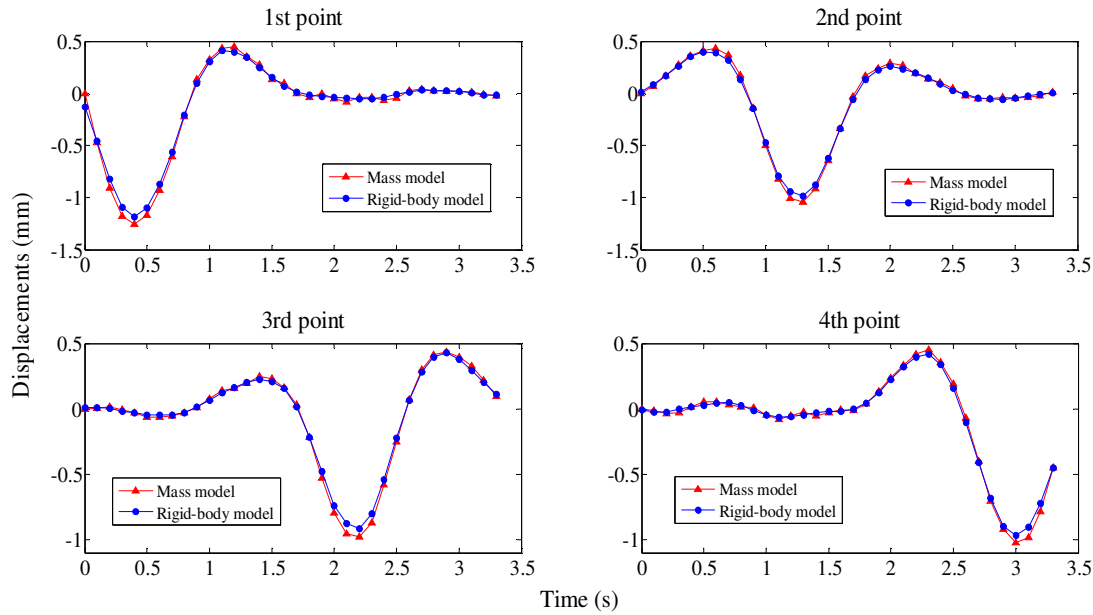 1st point
2nd point
0.5
0
-0.5
-1
-1.5
0 0.5 1 1.5 2 2.5 3 3.5
Mass model
Rigid-body model
0.5
0
-0.5
-1
-1.5
0 0.5 1 1.5 2 2.5 3 3.5
Mass model
Rigid-body model
Displacements (mm)
3rd point
4th point
0.5
0
-0.5
-1
0 0.5 1 1.5 2 2.5 3 3.5
Mass model
Rigid-body model
0.5
0
-0.5
-1
0 0.5 1 1.5 2 2.5 3 3.5
Mass model
Rigid-body model
Time (s)